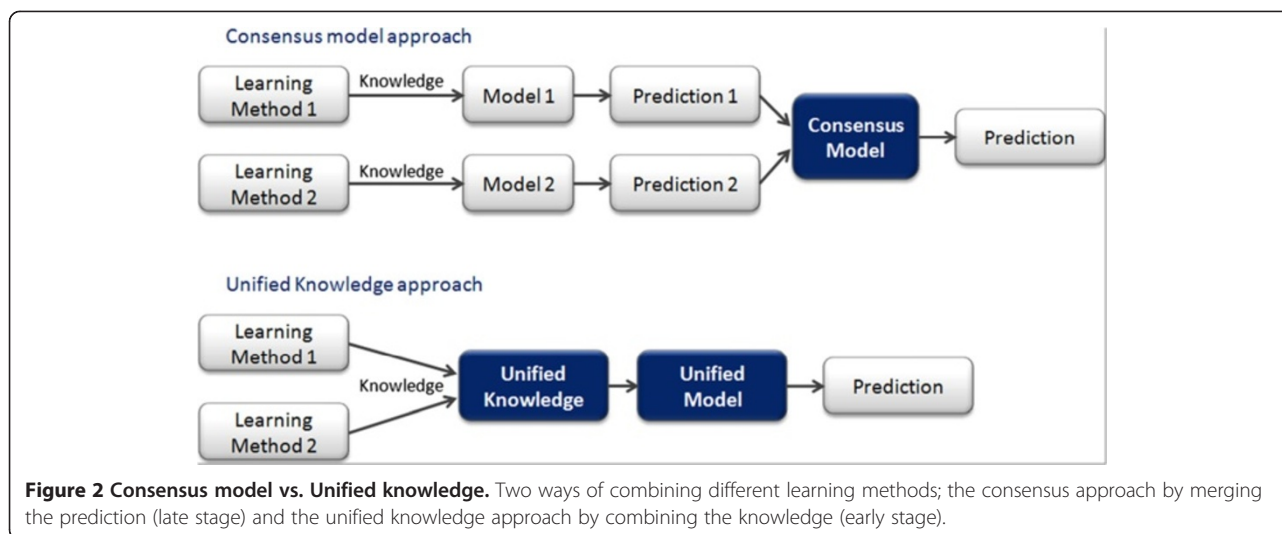 Consensus model approach
Learning
Method 1
Knowledge
Model 1
Prediction 1
Consensus
Model
Prediction
Learning
Method 2
Knowledge
Model 2
Prediction 2
Unified Knowledge approach
Learning
Method 1
Knowledge
Unified
Knowledge
Unified
Model
Prediction
Learning
Method 2
Figure 2 Consensus model vs. Unified knowledge. Two ways of combining different learning methods; the consensus approach by merging
the prediction (late stage) and the unified knowledge approach by combining the knowledge (early stage).